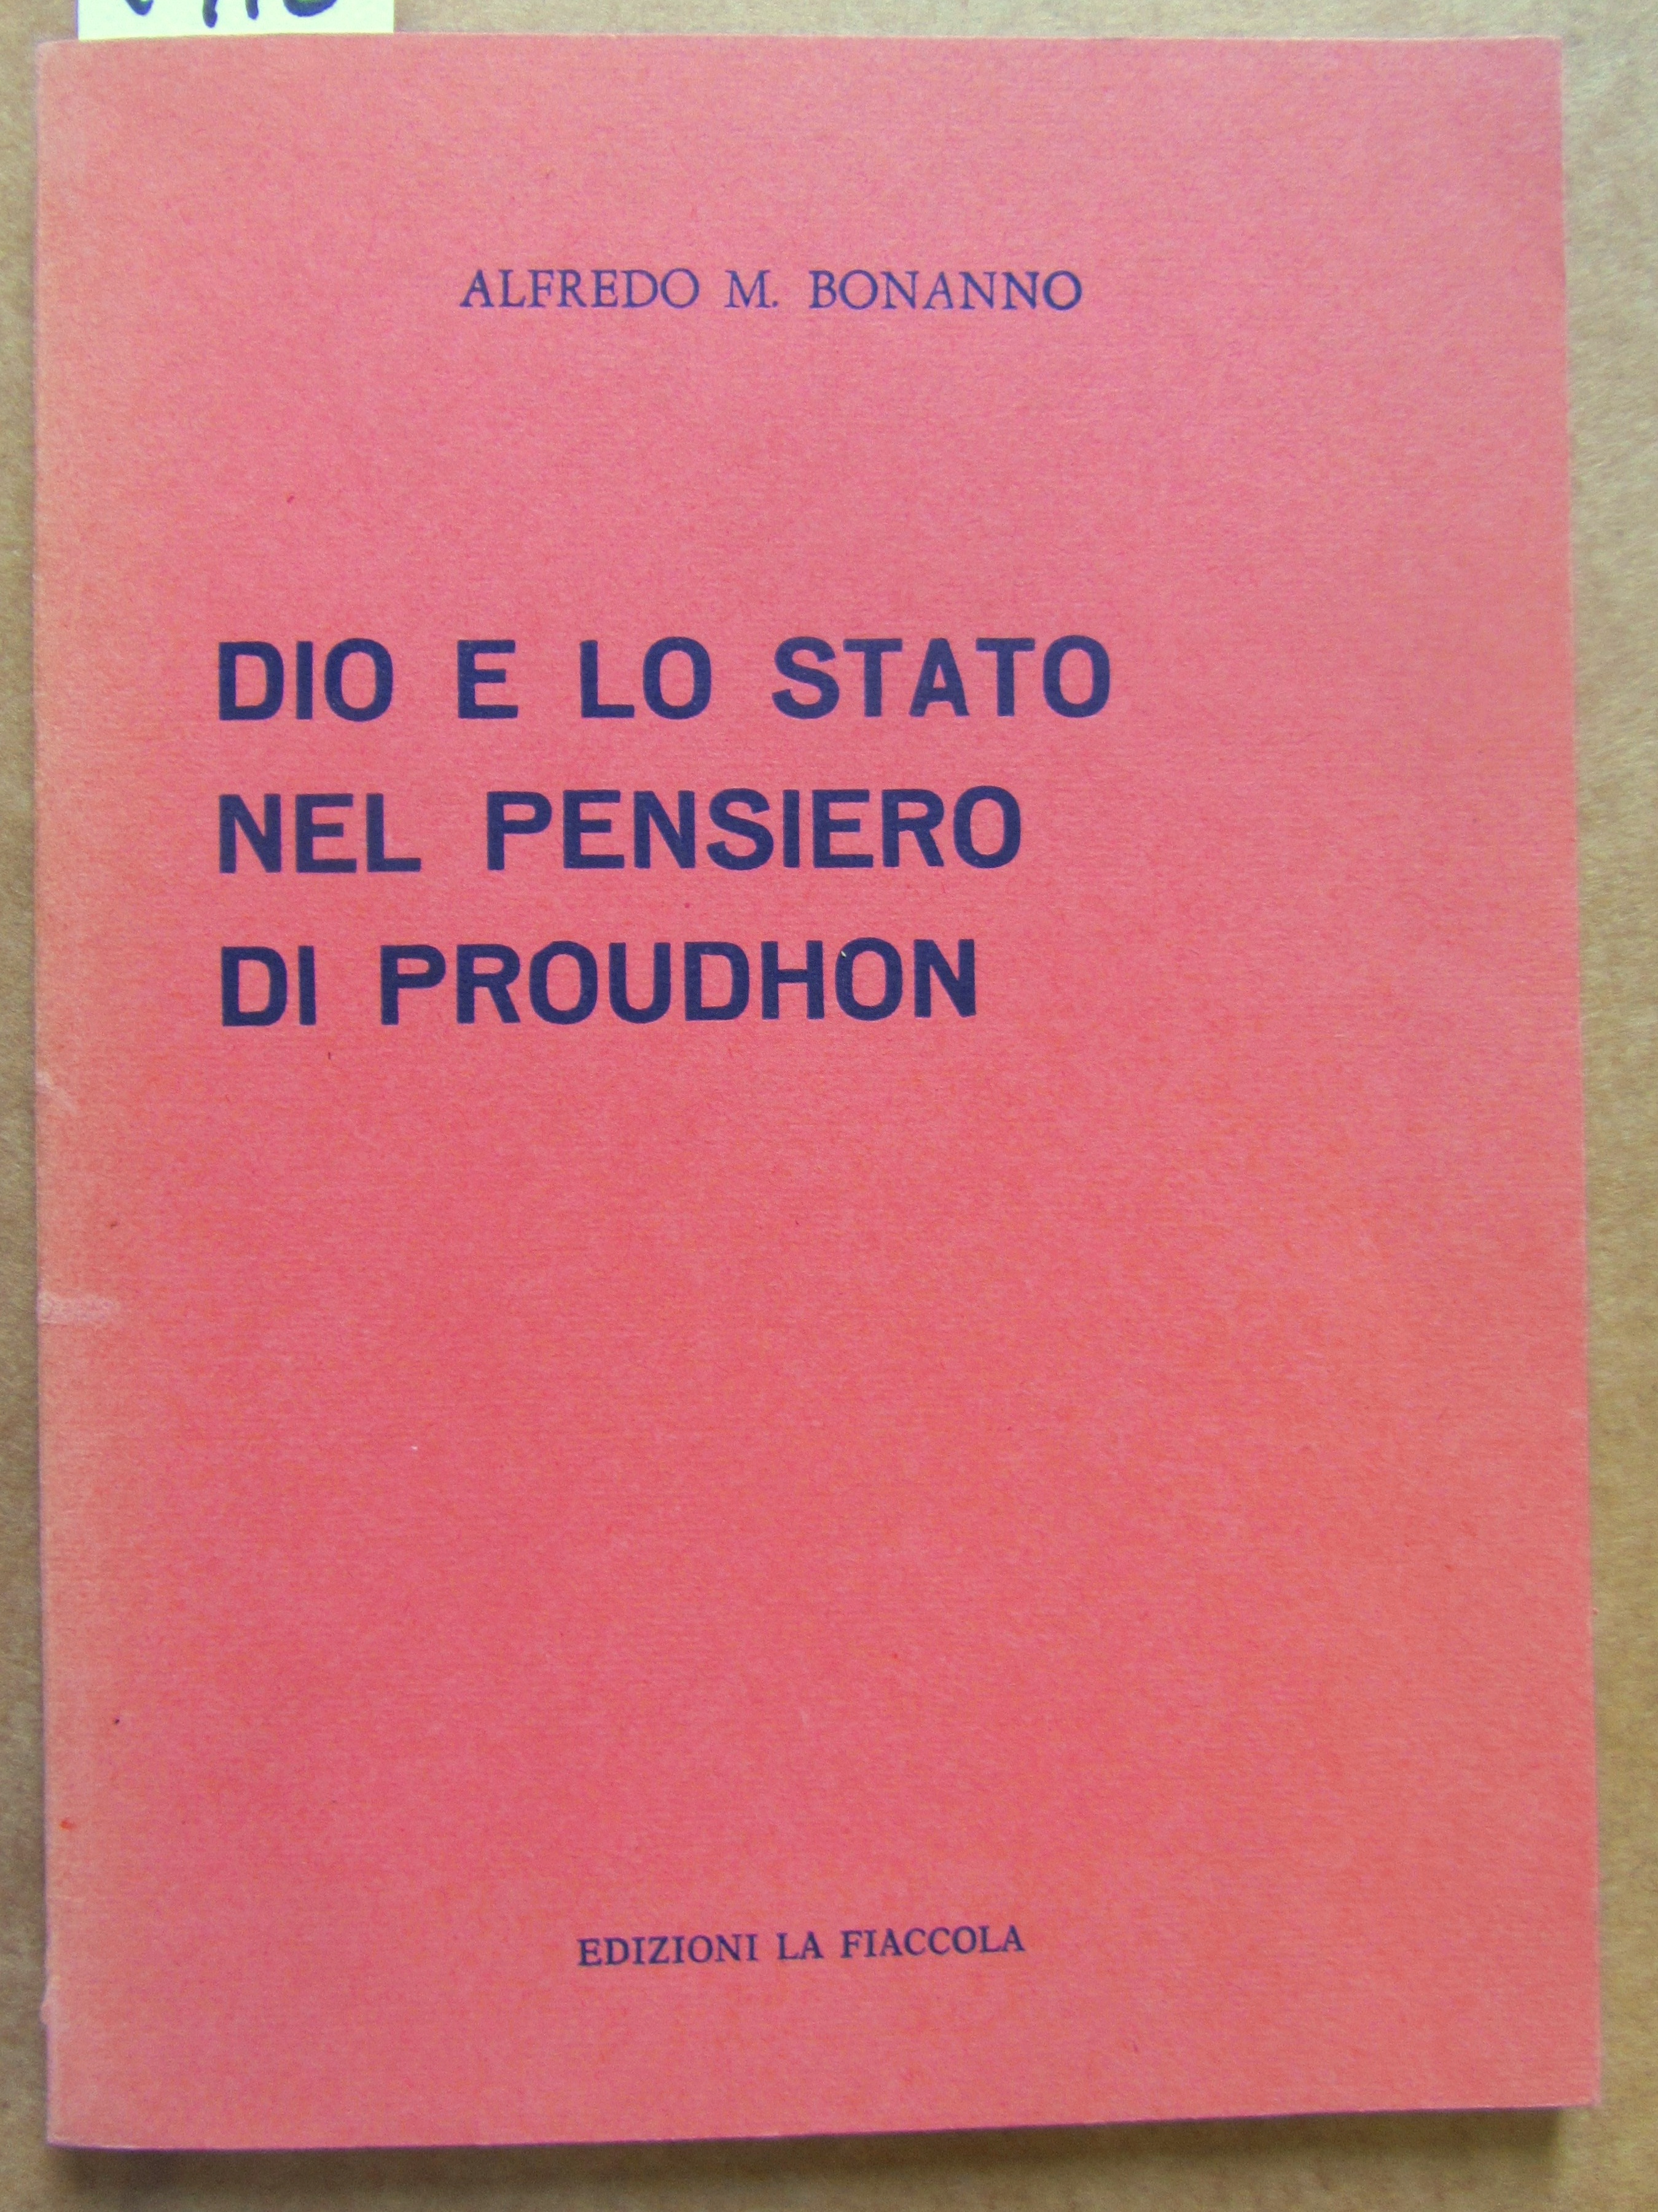 ALFREDO M. BONANNO
DIO E LO STATO
NEL PENSIERO
DI PROUDHON
EDIZIONI LA FIACCOLA